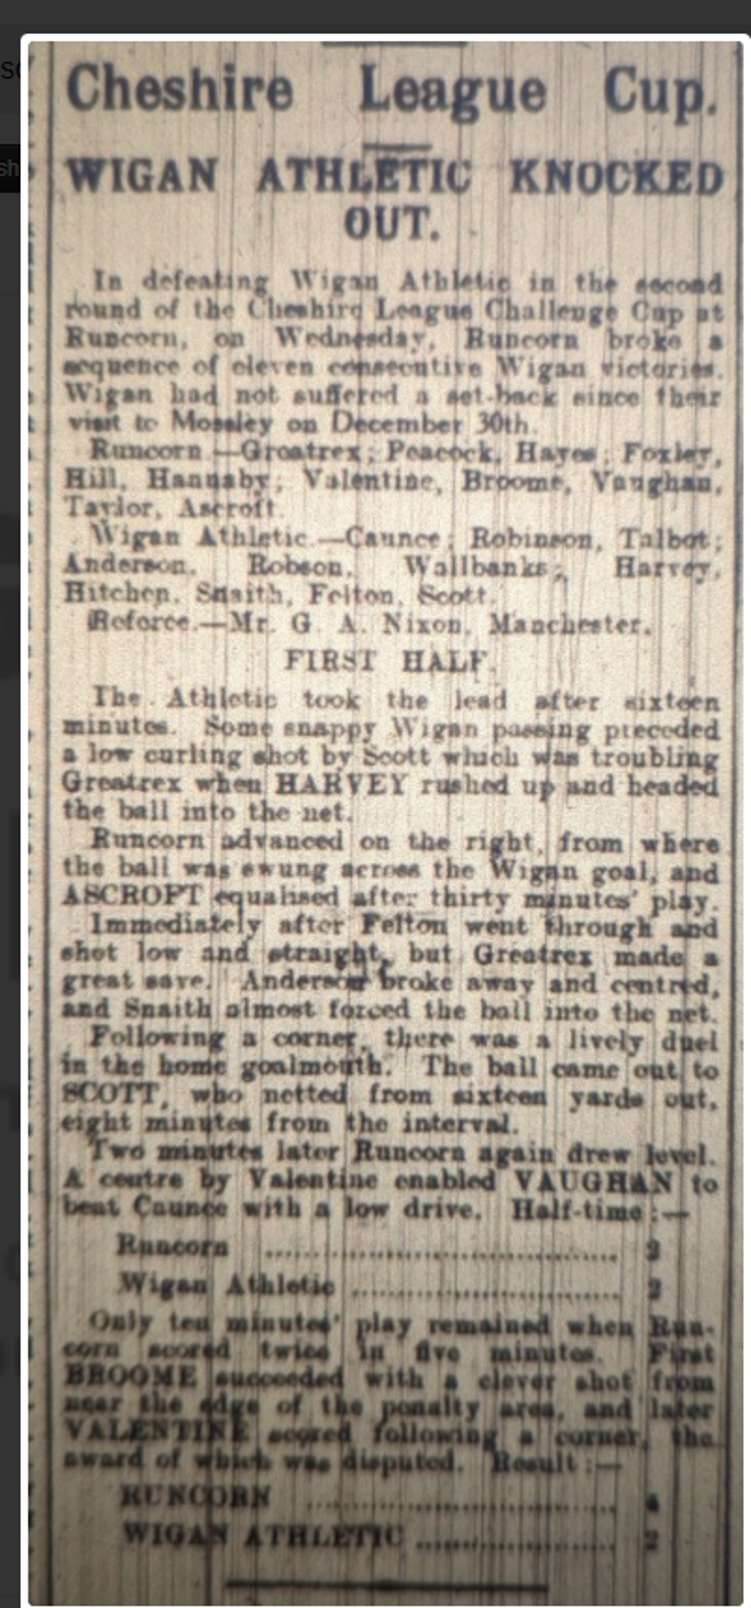 Cheshire League Cup.
WIGAN ATHLETIC KNOCKED
OUT.
In defeating Wigan Athletic in the second
round of the Cheshire League Challenge Cup at
Runcorn, on Wednesday, Runcorn broke a
sequence of eleven consecutive Wigan victories.
Wigan had not suffered a set-back since their
visit to Mossley on December 30th.
Runcorn.—Greatrex; Peacock, Hayes; Foxley,
Hill, Hannaby; Valentine, Broome, Vaughan,
Taylor, Ascroft.
Wigan Athletic.—Caunce; Robinson, Talbot;
Anderson, Robson, Wallbanks; Harvey,
Hitchen, Snaith, Felton, Scott.
Referee.—Mr. G. A. Nixon, Manchester.
FIRST HALF.
The Athletic took the lead after sixteen
minutes. Some snappy Wigan passing preceded
a low curling shot by Scott which was troubling
Greatrex when HARVEY rushed up and headed
the ball into the net.
Runcorn advanced on the right, from where
the ball was swung across the Wigan goal, and
ASCROFT equalised after thirty minutes' play.
Immediately after Felton went through and
shot low and straight, but Greatrex made a
great save. Anderson broke away and centred,
and Snaith almost forced the ball into the net.
Following a corner, there was a lively duel
in the home goalmouth. The ball came out to
SCOTT, who netted from sixteen yards out,
eight minutes from the interval.
Two minutes later Runcorn again drew level.
A centre by Valentine enabled VAUGHAN to
beat Caunce with a low drive. Half-time:—
Runcorn ................................ 2
Wigan Athletic ........................ 2
Only ten minutes' play remained when Run-
corn scored twice in five minutes. First
BROOME succeeded with a clever shot from
near the edge of the penalty area, and later
VALENTINE scored following a corner, the
award of which was disputed. Result:—
RUNCORN ............................ 4
WIGAN ATHLETIC .................. 2